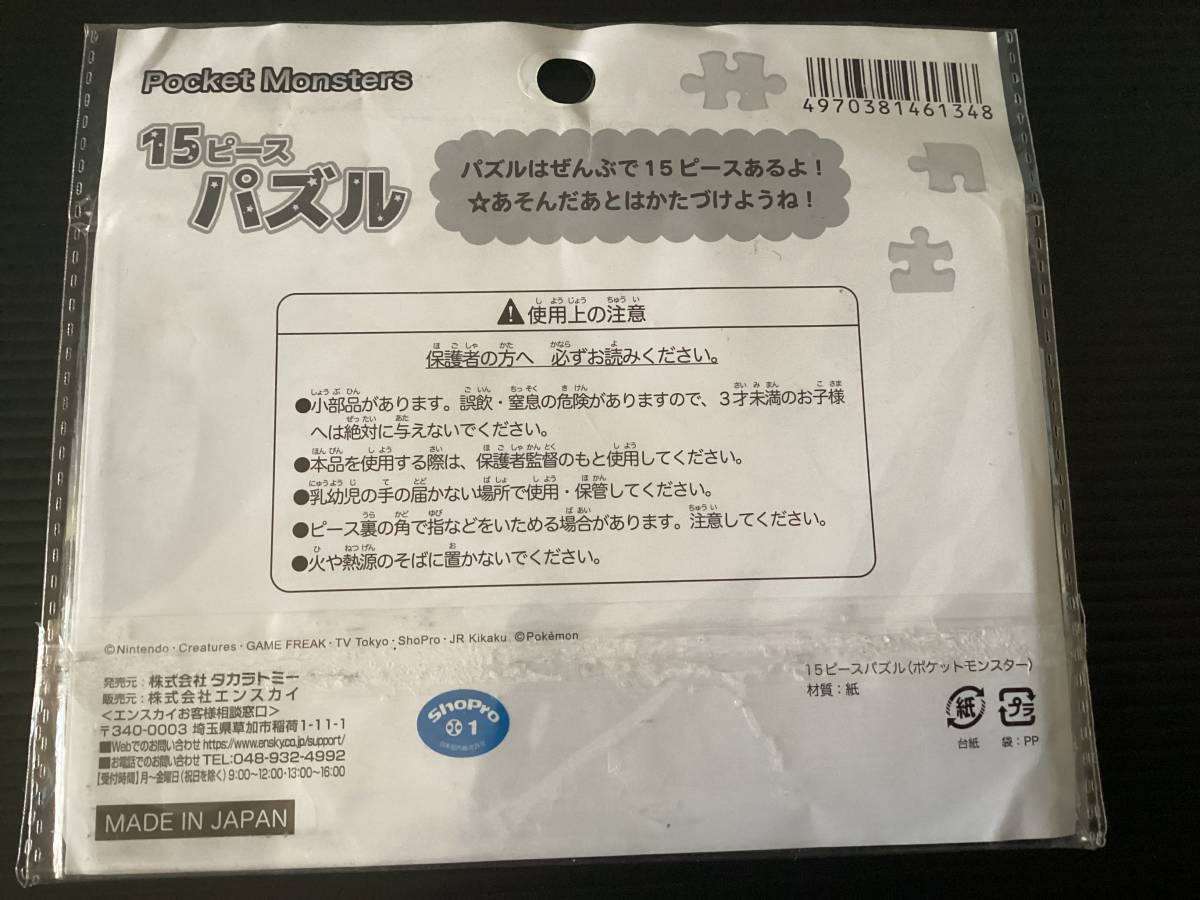 Pocket Monsters
4970381461348
15ピース
パズル
パズルはぜんぶで15ピースあるよ!
☆あそんだあとはかたづけようね!
使用上の注意
保護者の方へ 必ずお読みください。
●小部品があります。誤飲・窒息の危険がありますので、3才未満のお子様
へは絶対に与えないでください。
●本品を使用する際は、保護者監督のもと使用してください。
●乳幼児の手の届かない場所で使用・保管してください。
●ピース裏の角で指などをいためる場合があります。注意してください。
●火や熱源のそばに置かないでください。
©Nintendo・Creatures・GAME FREAK・TV Tokyo・ShoPro・JR Kikaku ©Pokémon
発売元:株式会社 タカラトミー
販売元:株式会社エンスカイ
<エンスカイお客様相談窓口>
〒340-0003 埼玉県草加市稲荷1-11-1
■Webでのお問い合わせ https://www.ensky.co.jp/support/
■お電話でのお問い合わせ TEL:048-932-4992
【受付時間】月〜金曜日(祝日を除く) 9:00〜12:00・13:00〜16:00
MADE IN JAPAN
ShoPro
1
15ピースパズル(ポケットモンスター)
材質:紙
紙
プラ
台紙 袋:PP